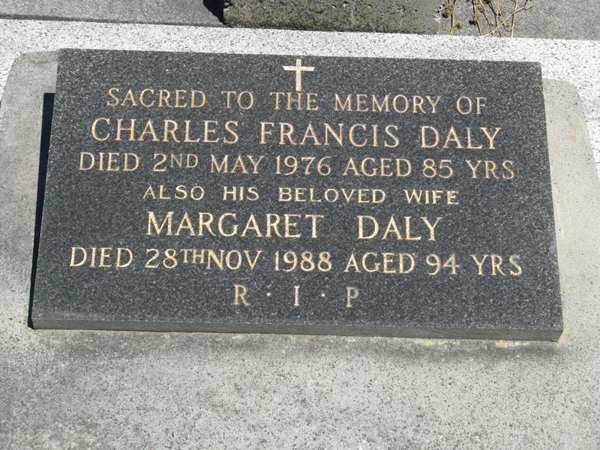 SACRED TO THE MEMORY OF
CHARLES FRANCIS DALY
DIED 2ND MAY 1976 AGED 85 YRS
ALSO HIS BELOVED WIFE
MARGARET DALY
DIED 28TH NOV 1988 AGED 94 YRS
R · I · P